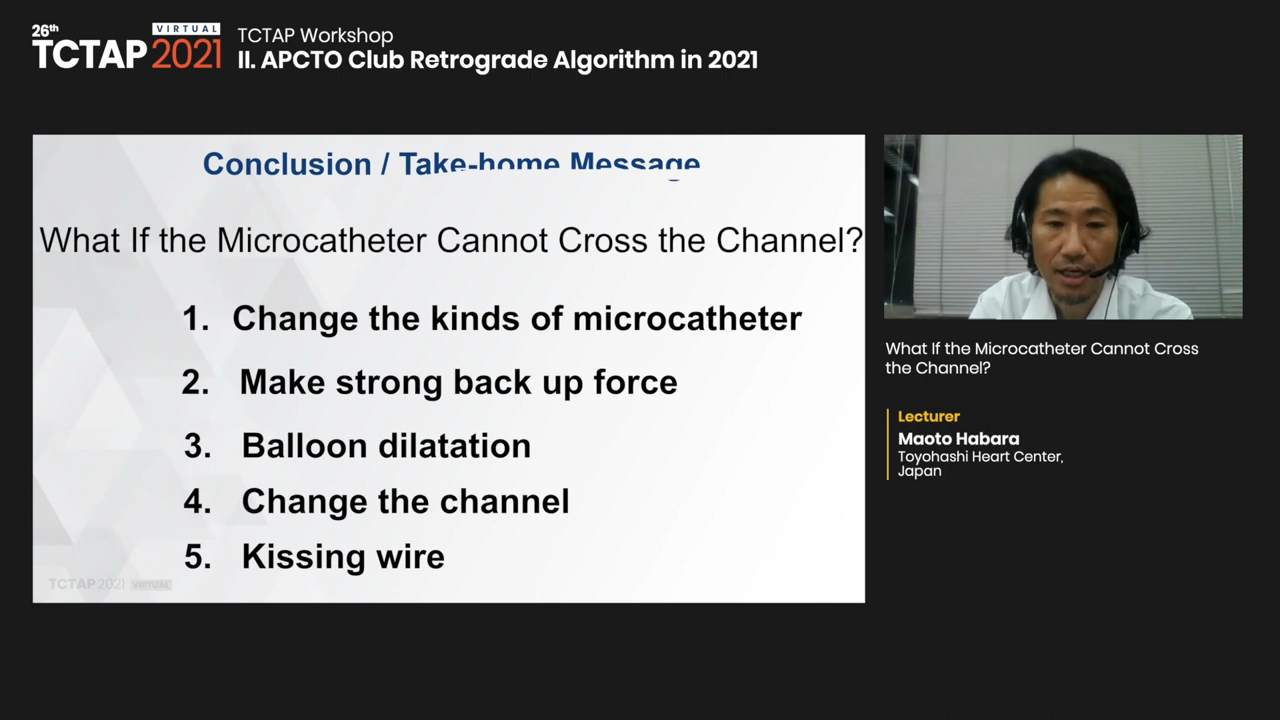 26th
VIRTUAL
TCTAP 2021
TCTAP Workshop
II. APCTO Club Retrograde Algorithm in 2021
Conclusion / Take-home Message
What If the Microcatheter Cannot Cross the Channel?
1. Change the kinds of microcatheter
2. Make strong back up force
3. Balloon dilatation
4. Change the channel
5. Kissing wire
TCTAP 2021 VIRTUAL
What If the Microcatheter Cannot Cross
the Channel?
Lecturer
Maoto Habara
Toyohashi Heart Center,
Japan